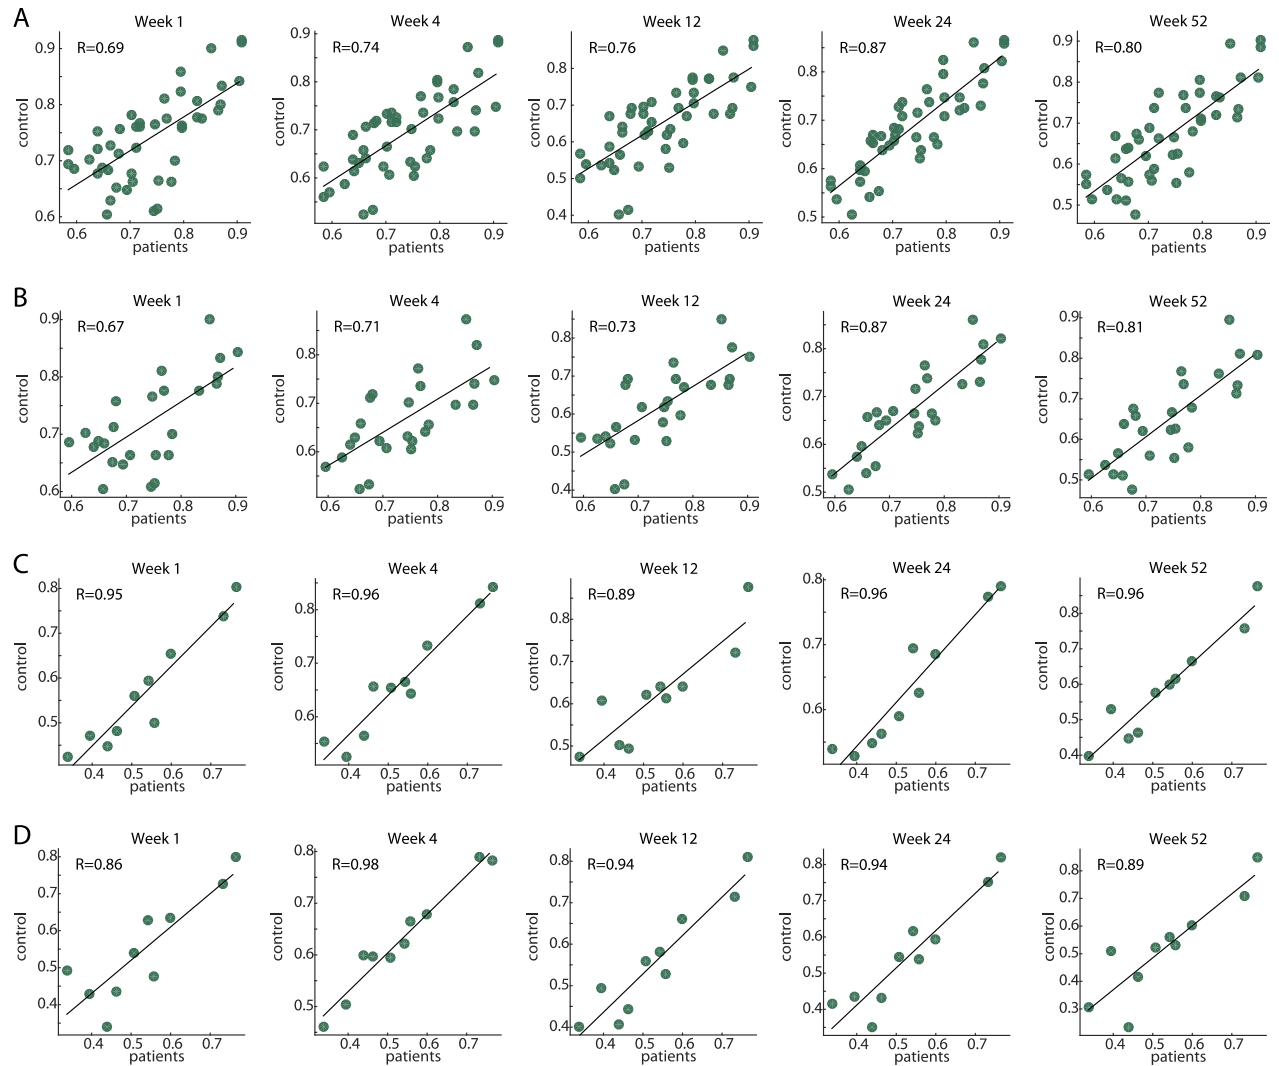 A
Week 1
Week 4
Week 12
Week 24
Week 52
R=0.69
R=0.74
R=0.76
R=0.87
R=0.80
control
control
control
control
control
0.9
0.8
0.7
0.6
0.9
0.8
0.7
0.6
0.8
0.7
0.6
0.5
0.4
0.8
0.7
0.6
0.5
0.9
0.8
0.7
0.6
0.5
0.6 0.7 0.8 0.9
0.6 0.7 0.8 0.9
0.6 0.7 0.8 0.9
0.6 0.7 0.8 0.9
0.6 0.7 0.8 0.9
patients
patients
patients
patients
patients
B
Week 1
Week 4
Week 12
Week 24
Week 52
R=0.67
R=0.71
R=0.73
R=0.87
R=0.81
control
control
control
control
control
0.9
0.8
0.7
0.6
0.8
0.7
0.6
0.8
0.7
0.6
0.5
0.4
0.8
0.7
0.6
0.5
0.9
0.8
0.7
0.6
0.5
0.6 0.7 0.8 0.9
0.6 0.7 0.8 0.9
0.6 0.7 0.8 0.9
0.6 0.7 0.8 0.9
0.6 0.7 0.8 0.9
patients
patients
patients
patients
patients
C
Week 1
Week 4
Week 12
Week 24
Week 52
R=0.95
R=0.96
R=0.89
R=0.96
R=0.96
control
control
control
control
control
0.8
0.7
0.6
0.5
0.8
0.7
0.6
0.8
0.7
0.6
0.5
0.8
0.7
0.6
0.8
0.7
0.6
0.5
0.4
0.4 0.5 0.6 0.7
0.4 0.5 0.6 0.7
0.4 0.5 0.6 0.7
0.4 0.5 0.6 0.7
0.4 0.5 0.6 0.7
patients
patients
patients
patients
patients
D
Week 1
Week 4
Week 12
Week 24
Week 52
R=0.86
R=0.98
R=0.94
R=0.94
R=0.89
control
control
control
control
control
0.8
0.7
0.6
0.5
0.4
0.8
0.7
0.6
0.5
0.8
0.7
0.6
0.5
0.4
0.8
0.7
0.6
0.5
0.4
0.8
0.7
0.6
0.5
0.4
0.3
0.4 0.5 0.6 0.7
0.4 0.5 0.6 0.7
0.4 0.5 0.6 0.7
0.4 0.5 0.6 0.7
0.4 0.5 0.6 0.7
patients
patients
patients
patients
patients